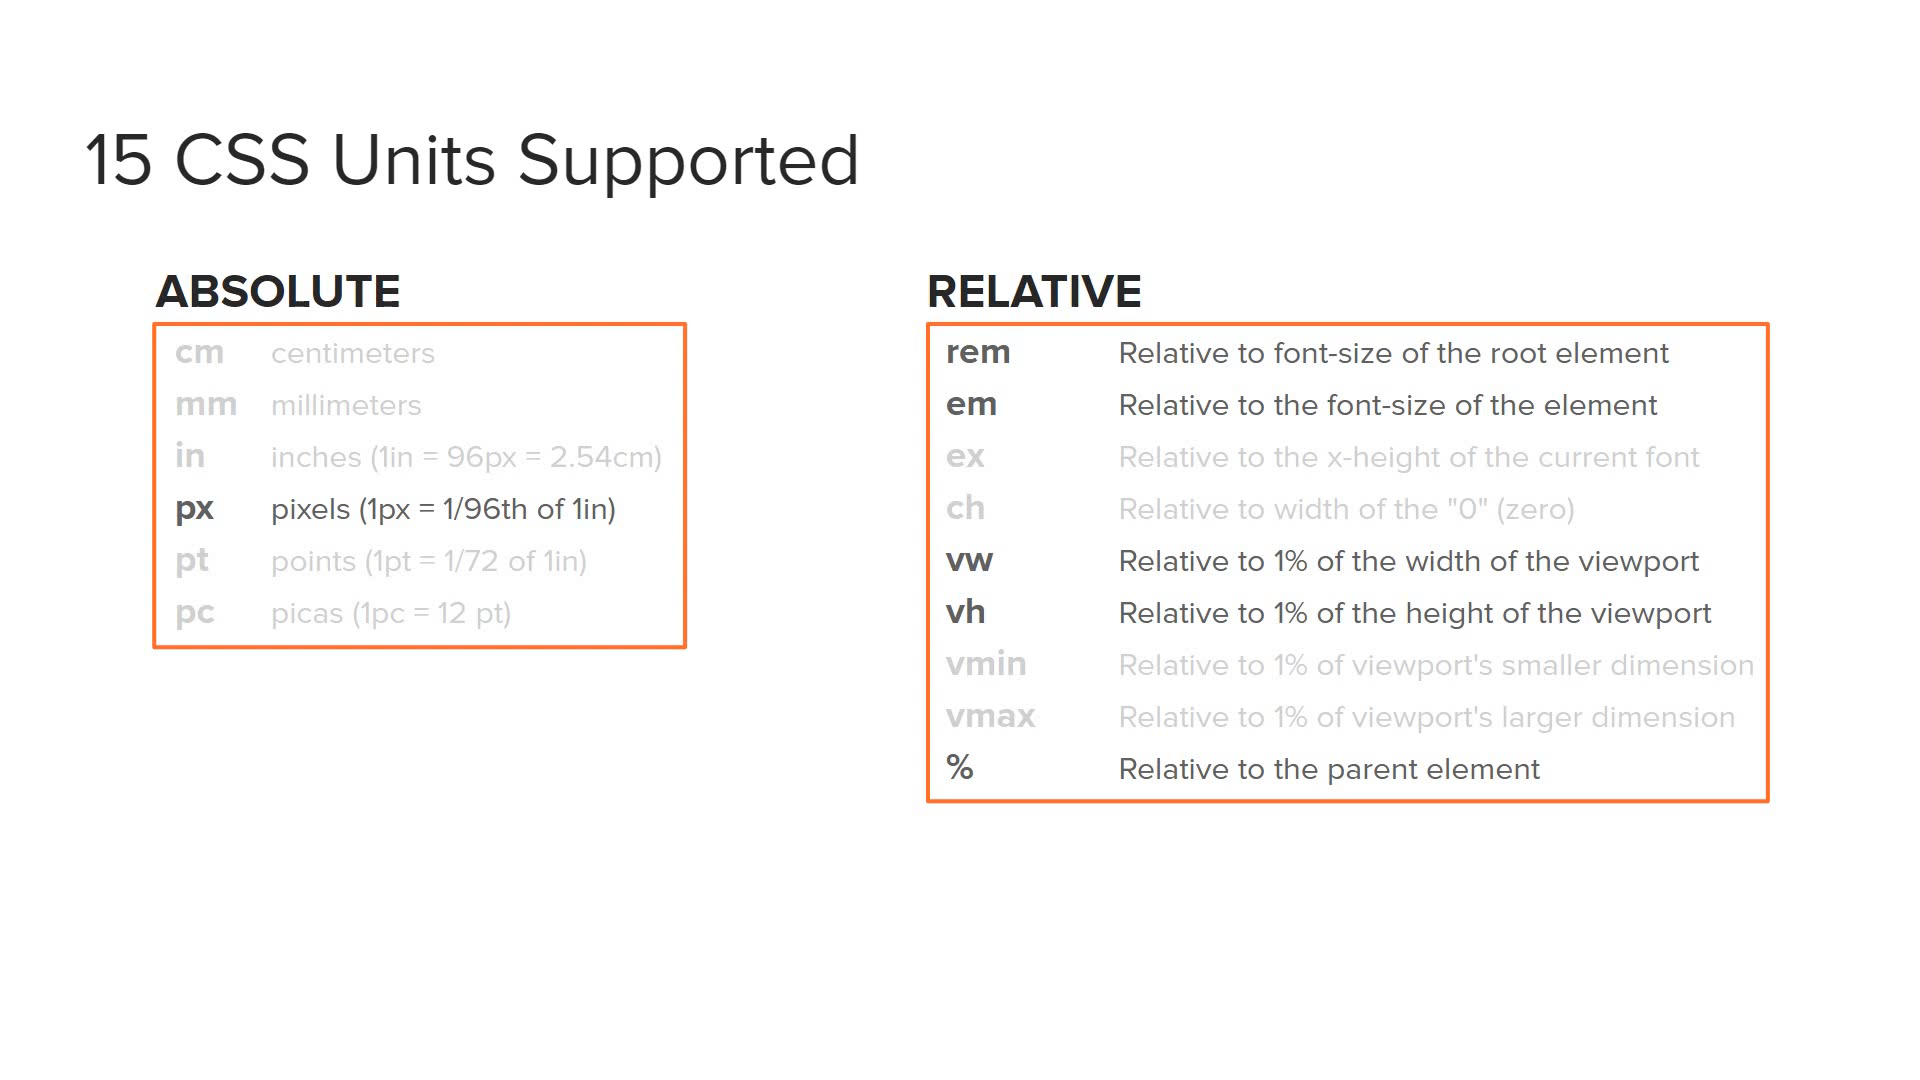 15 CSS Units Supported
ABSOLUTE
cm centimeters
mm millimeters
in inches (1in = 96px = 2.54cm)
px pixels (1px = 1/96th of 1in)
pt points (1pt = 1/72 of 1in)
pc picas (1pc = 12 pt)
RELATIVE
rem Relative to font-size of the root element
em Relative to the font-size of the element
ex Relative to the x-height of the current font
ch Relative to width of the "0" (zero)
vw Relative to 1% of the width of the viewport
vh Relative to 1% of the height of the viewport
vmin Relative to 1% of viewport's smaller dimension
vmax Relative to 1% of viewport's larger dimension
% Relative to the parent element